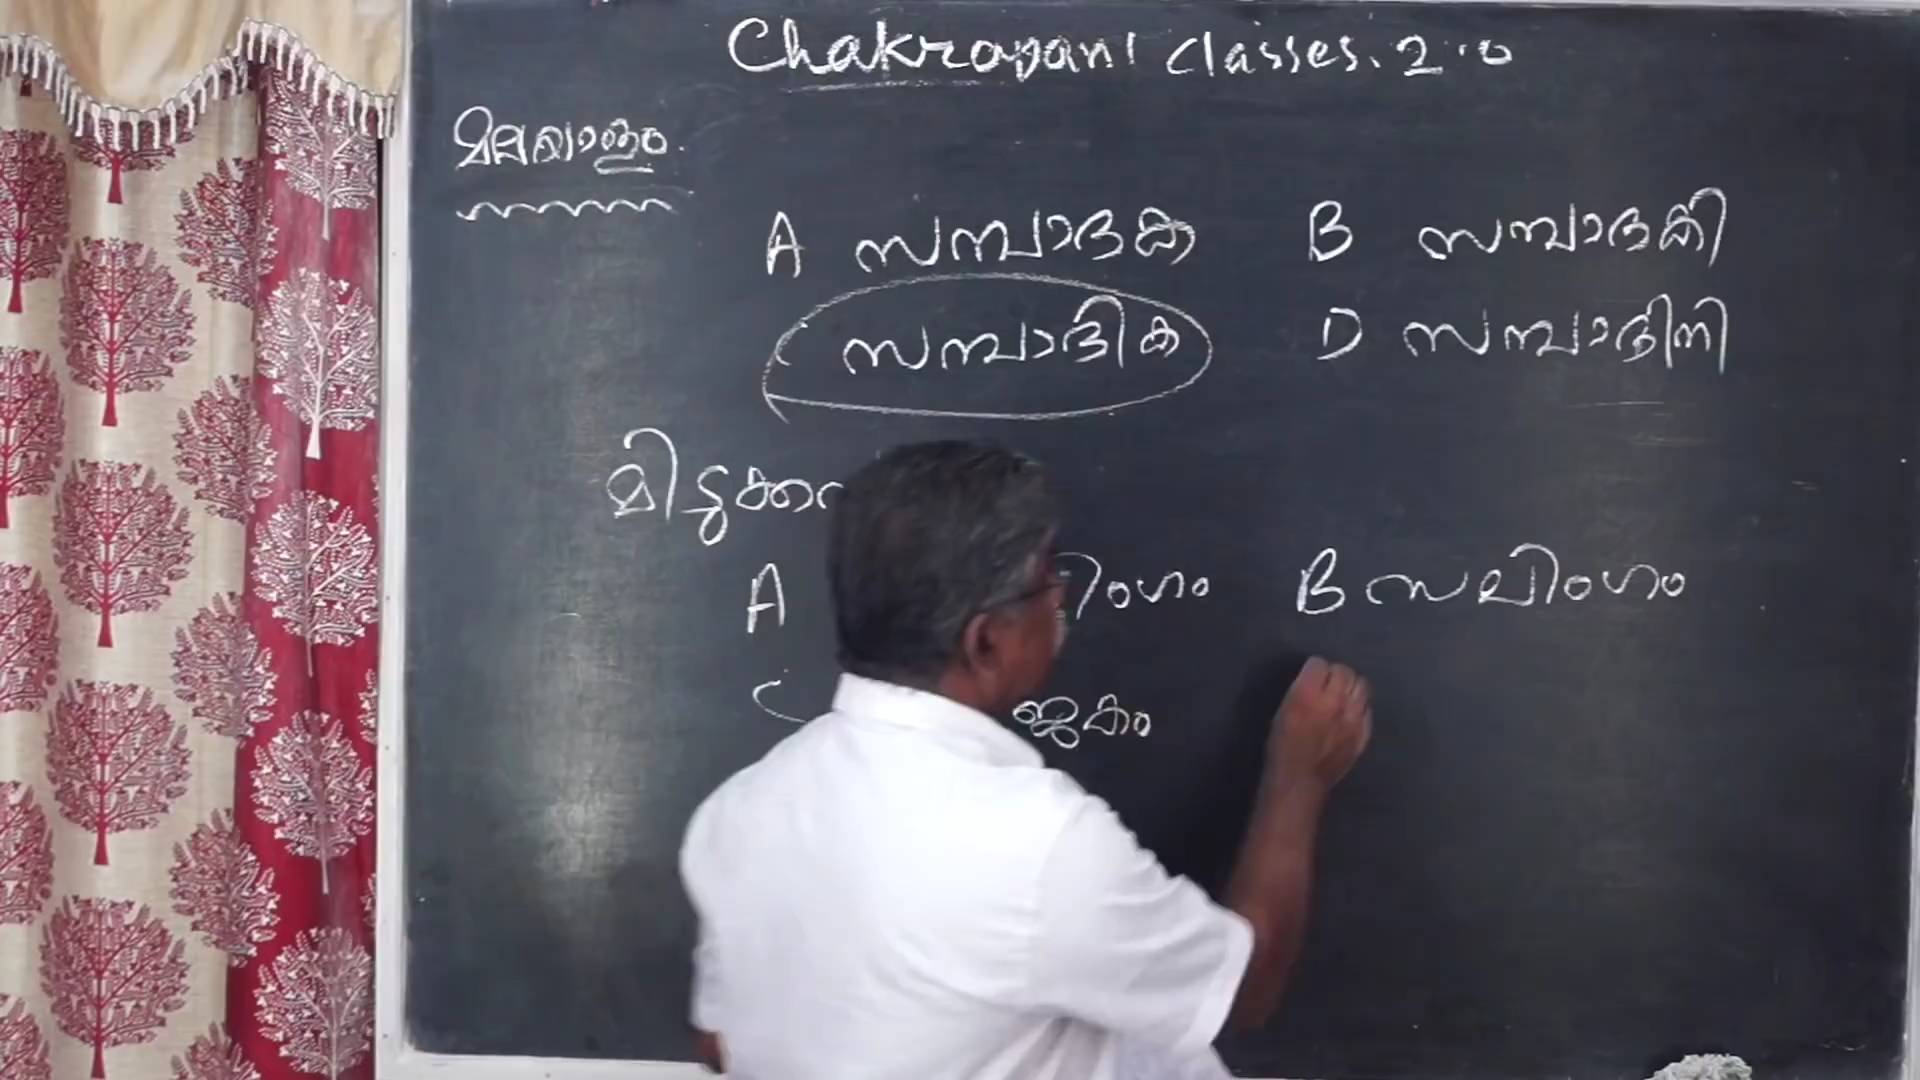 Chakrapani Classes. 2.0
മലയാളം.
A സമ്പാദക B സമ്പാദകി
C സമ്പാദിക D സമ്പാദിനി
മിടുക്ക
A ിംഗം B സലിംഗം
C ജകം